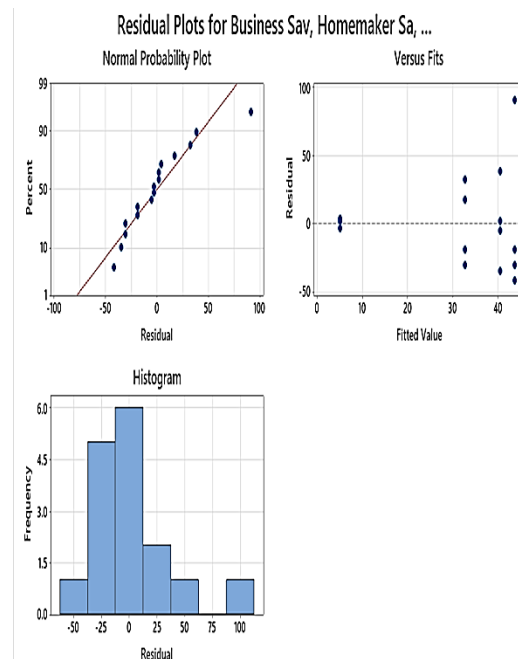 Residual Plots for Business Sav, Homemaker Sa, ...
Normal Probability Plot
99
90
50
10
1
Percent
-100 -50 0 50 100
Residual
Versus Fits
100
50
0
-50
Residual
0 10 20 30 40
Fitted Value
Histogram
6.0
4.5
3.0
1.5
0.0
Frequency
-50 -25 0 25 50 75 100
Residual